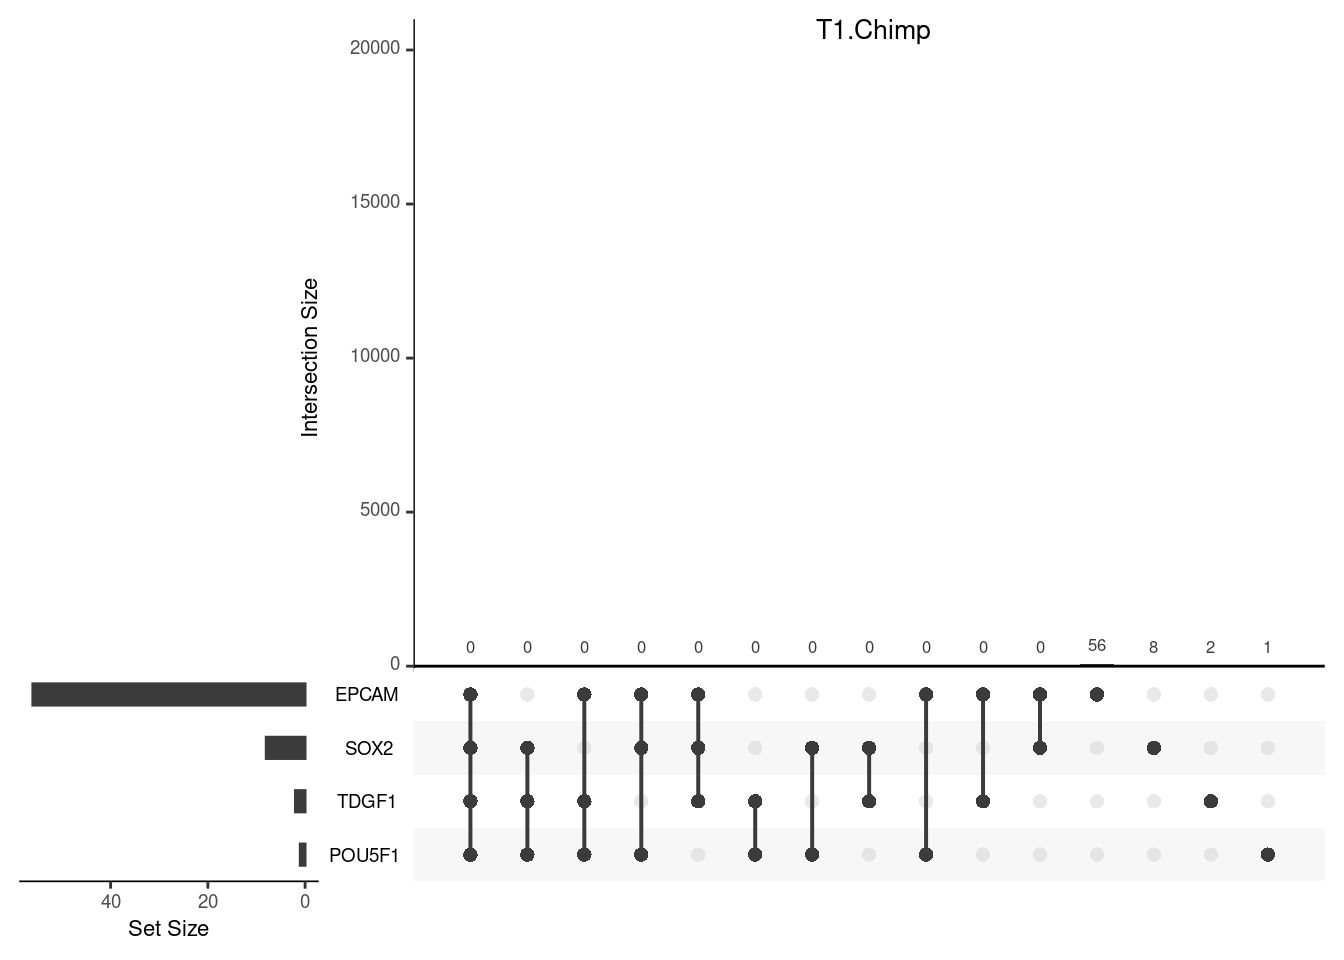 T1.Chimp
20000
15000
10000
5000
0
Intersection Size
0 0 0 0 0 0 0 0 0 0 0 56 8 2 1
EPCAM
SOX2
TDGF1
POU5F1
40 20 0
Set Size